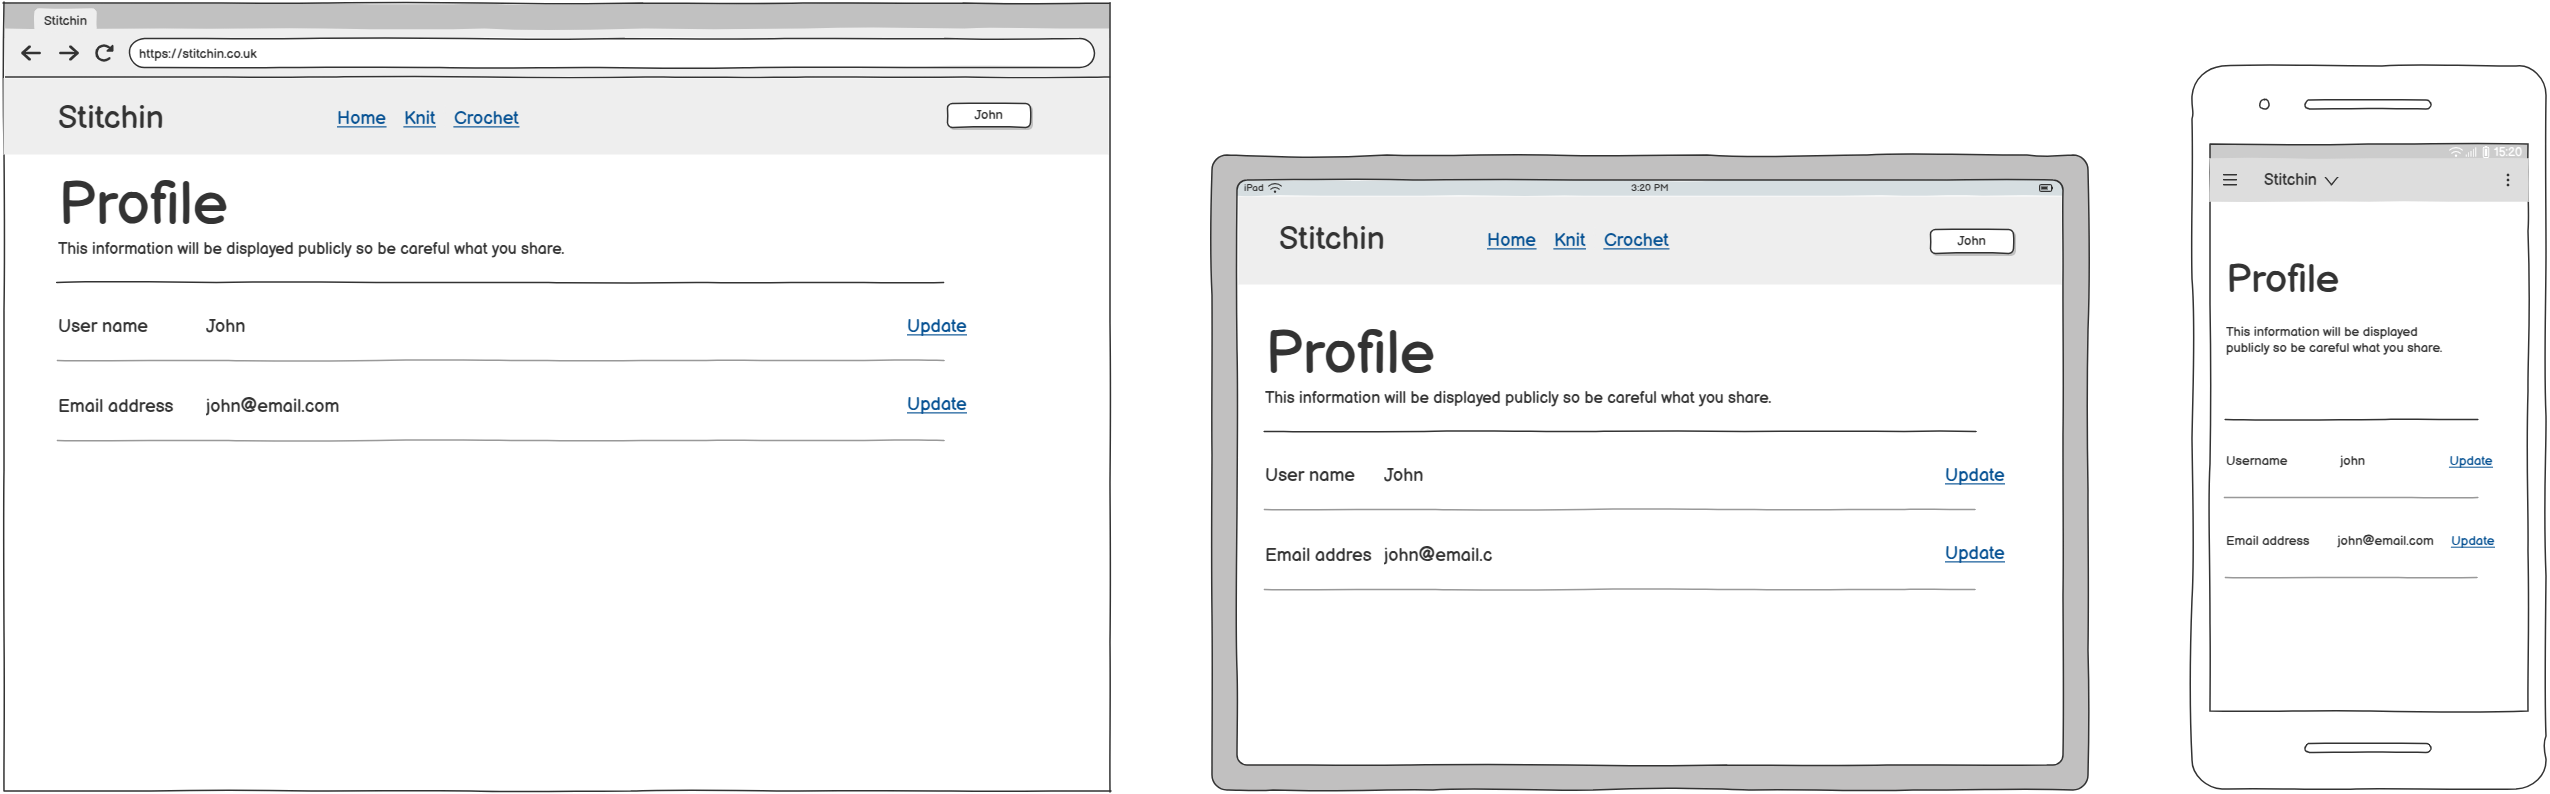 Stitchin
https://stitchin.co.uk
Stitchin Home Knit Crochet John
Profile
This information will be displayed publicly so be careful what you share.
User name John Update
Email address john@email.com Update
iPad 3:20 PM
Stitchin Home Knit Crochet John
Profile
This information will be displayed publicly so be careful what you share.
User name John Update
Email addres john@email.c Update
15:20
Stitchin
Profile
This information will be displayed
publicly so be careful what you share.
Username john Update
Email address john@email.com Update